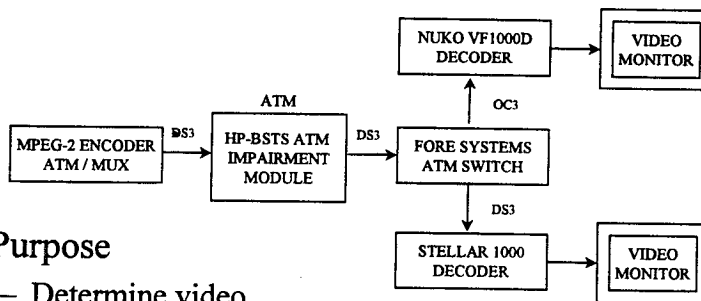 NUKO VF1000D
DECODER
VIDEO
MONITOR
OC3
ATM
MPEG-2 ENCODER
ATM / MUX
DS3
HP-BSTS ATM
IMPAIRMENT
MODULE
DS3
FORE SYSTEMS
ATM SWITCH
DS3
STELLAR 1000
DECODER
VIDEO
MONITOR
Purpose
– Determine video